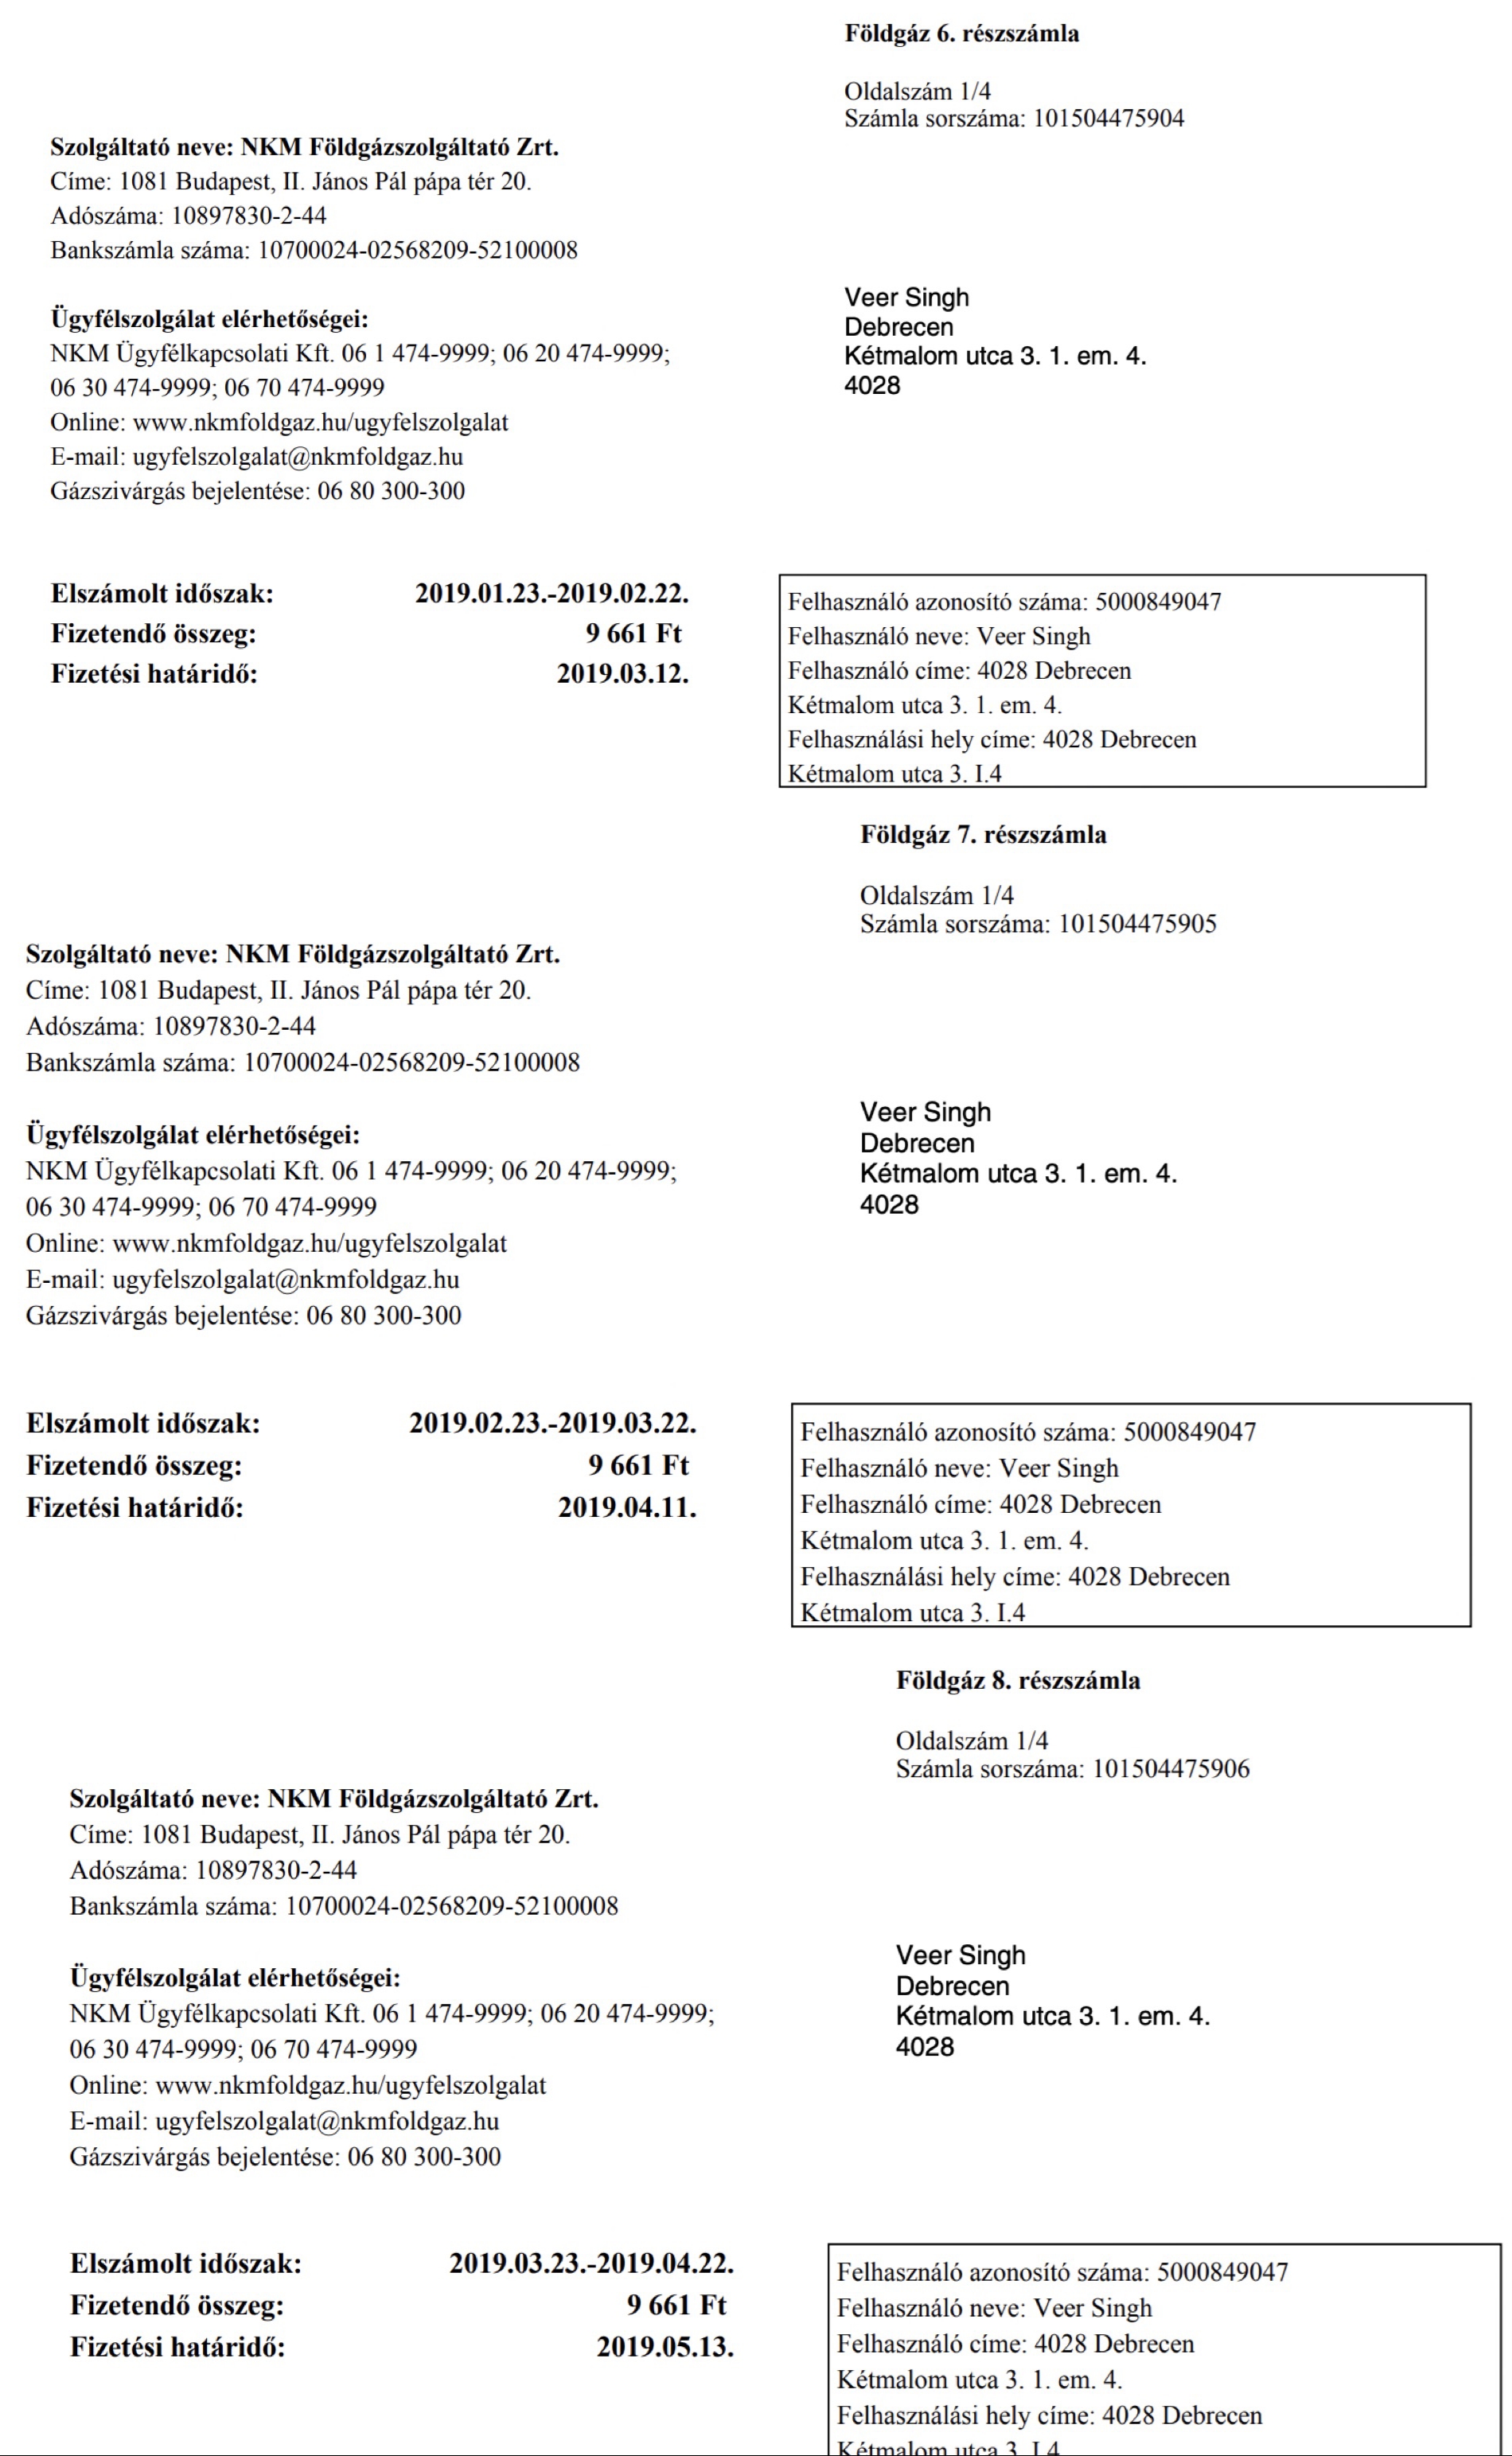 Földgáz 6. részszámla
Oldalszám 1/4
Számla sorszáma: 101504475904
Szolgáltató neve: NKM Földgázszolgáltató Zrt.
Címe: 1081 Budapest, II. János Pál pápa tér 20.
Adószáma: 10897830-2-44
Bankszámla száma: 10700024-02568209-52100008
Veer Singh
Debrecen
Kétmalom utca 3. 1. em. 4.
4028
Ügyfélszolgálat elérhetőségei:
NKM Ügyfélkapcsolati Kft. 06 1 474-9999; 06 20 474-9999;
06 30 474-9999; 06 70 474-9999
Online: www.nkmfoldgaz.hu/ugyfelszolgalat
E-mail: ugyfelszolgalat@nkmfoldgaz.hu
Gázszivárgás bejelentése: 06 80 300-300
Elszámolt időszak: 2019.01.23.-2019.02.22.
Fizetendő összeg: 9 661 Ft
Fizetési határidő: 2019.03.12.
Felhasználó azonosító száma: 5000849047
Felhasználó neve: Veer Singh
Felhasználó címe: 4028 Debrecen
Kétmalom utca 3. 1. em. 4.
Felhasználási hely címe: 4028 Debrecen
Kétmalom utca 3. I.4
Földgáz 7. részszámla
Oldalszám 1/4
Számla sorszáma: 101504475905
Szolgáltató neve: NKM Földgázszolgáltató Zrt.
Címe: 1081 Budapest, II. János Pál pápa tér 20.
Adószáma: 10897830-2-44
Bankszámla száma: 10700024-02568209-52100008
Veer Singh
Debrecen
Kétmalom utca 3. 1. em. 4.
4028
Ügyfélszolgálat elérhetőségei:
NKM Ügyfélkapcsolati Kft. 06 1 474-9999; 06 20 474-9999;
06 30 474-9999; 06 70 474-9999
Online: www.nkmfoldgaz.hu/ugyfelszolgalat
E-mail: ugyfelszolgalat@nkmfoldgaz.hu
Gázszivárgás bejelentése: 06 80 300-300
Elszámolt időszak: 2019.02.23.-2019.03.22.
Fizetendő összeg: 9 661 Ft
Fizetési határidő: 2019.04.11.
Felhasználó azonosító száma: 5000849047
Felhasználó neve: Veer Singh
Felhasználó címe: 4028 Debrecen
Kétmalom utca 3. 1. em. 4.
Felhasználási hely címe: 4028 Debrecen
Kétmalom utca 3. I.4
Földgáz 8. részszámla
Oldalszám 1/4
Számla sorszáma: 101504475906
Szolgáltató neve: NKM Földgázszolgáltató Zrt.
Címe: 1081 Budapest, II. János Pál pápa tér 20.
Adószáma: 10897830-2-44
Bankszámla száma: 10700024-02568209-52100008
Veer Singh
Debrecen
Kétmalom utca 3. 1. em. 4.
4028
Ügyfélszolgálat elérhetőségei:
NKM Ügyfélkapcsolati Kft. 06 1 474-9999; 06 20 474-9999;
06 30 474-9999; 06 70 474-9999
Online: www.nkmfoldgaz.hu/ugyfelszolgalat
E-mail: ugyfelszolgalat@nkmfoldgaz.hu
Gázszivárgás bejelentése: 06 80 300-300
Elszámolt időszak: 2019.03.23.-2019.04.22.
Fizetendő összeg: 9 661 Ft
Fizetési határidő: 2019.05.13.
Felhasználó azonosító száma: 5000849047
Felhasználó neve: Veer Singh
Felhasználó címe: 4028 Debrecen
Kétmalom utca 3. 1. em. 4.
Felhasználási hely címe: 4028 Debrecen
Kétmalom utca 3. I.4